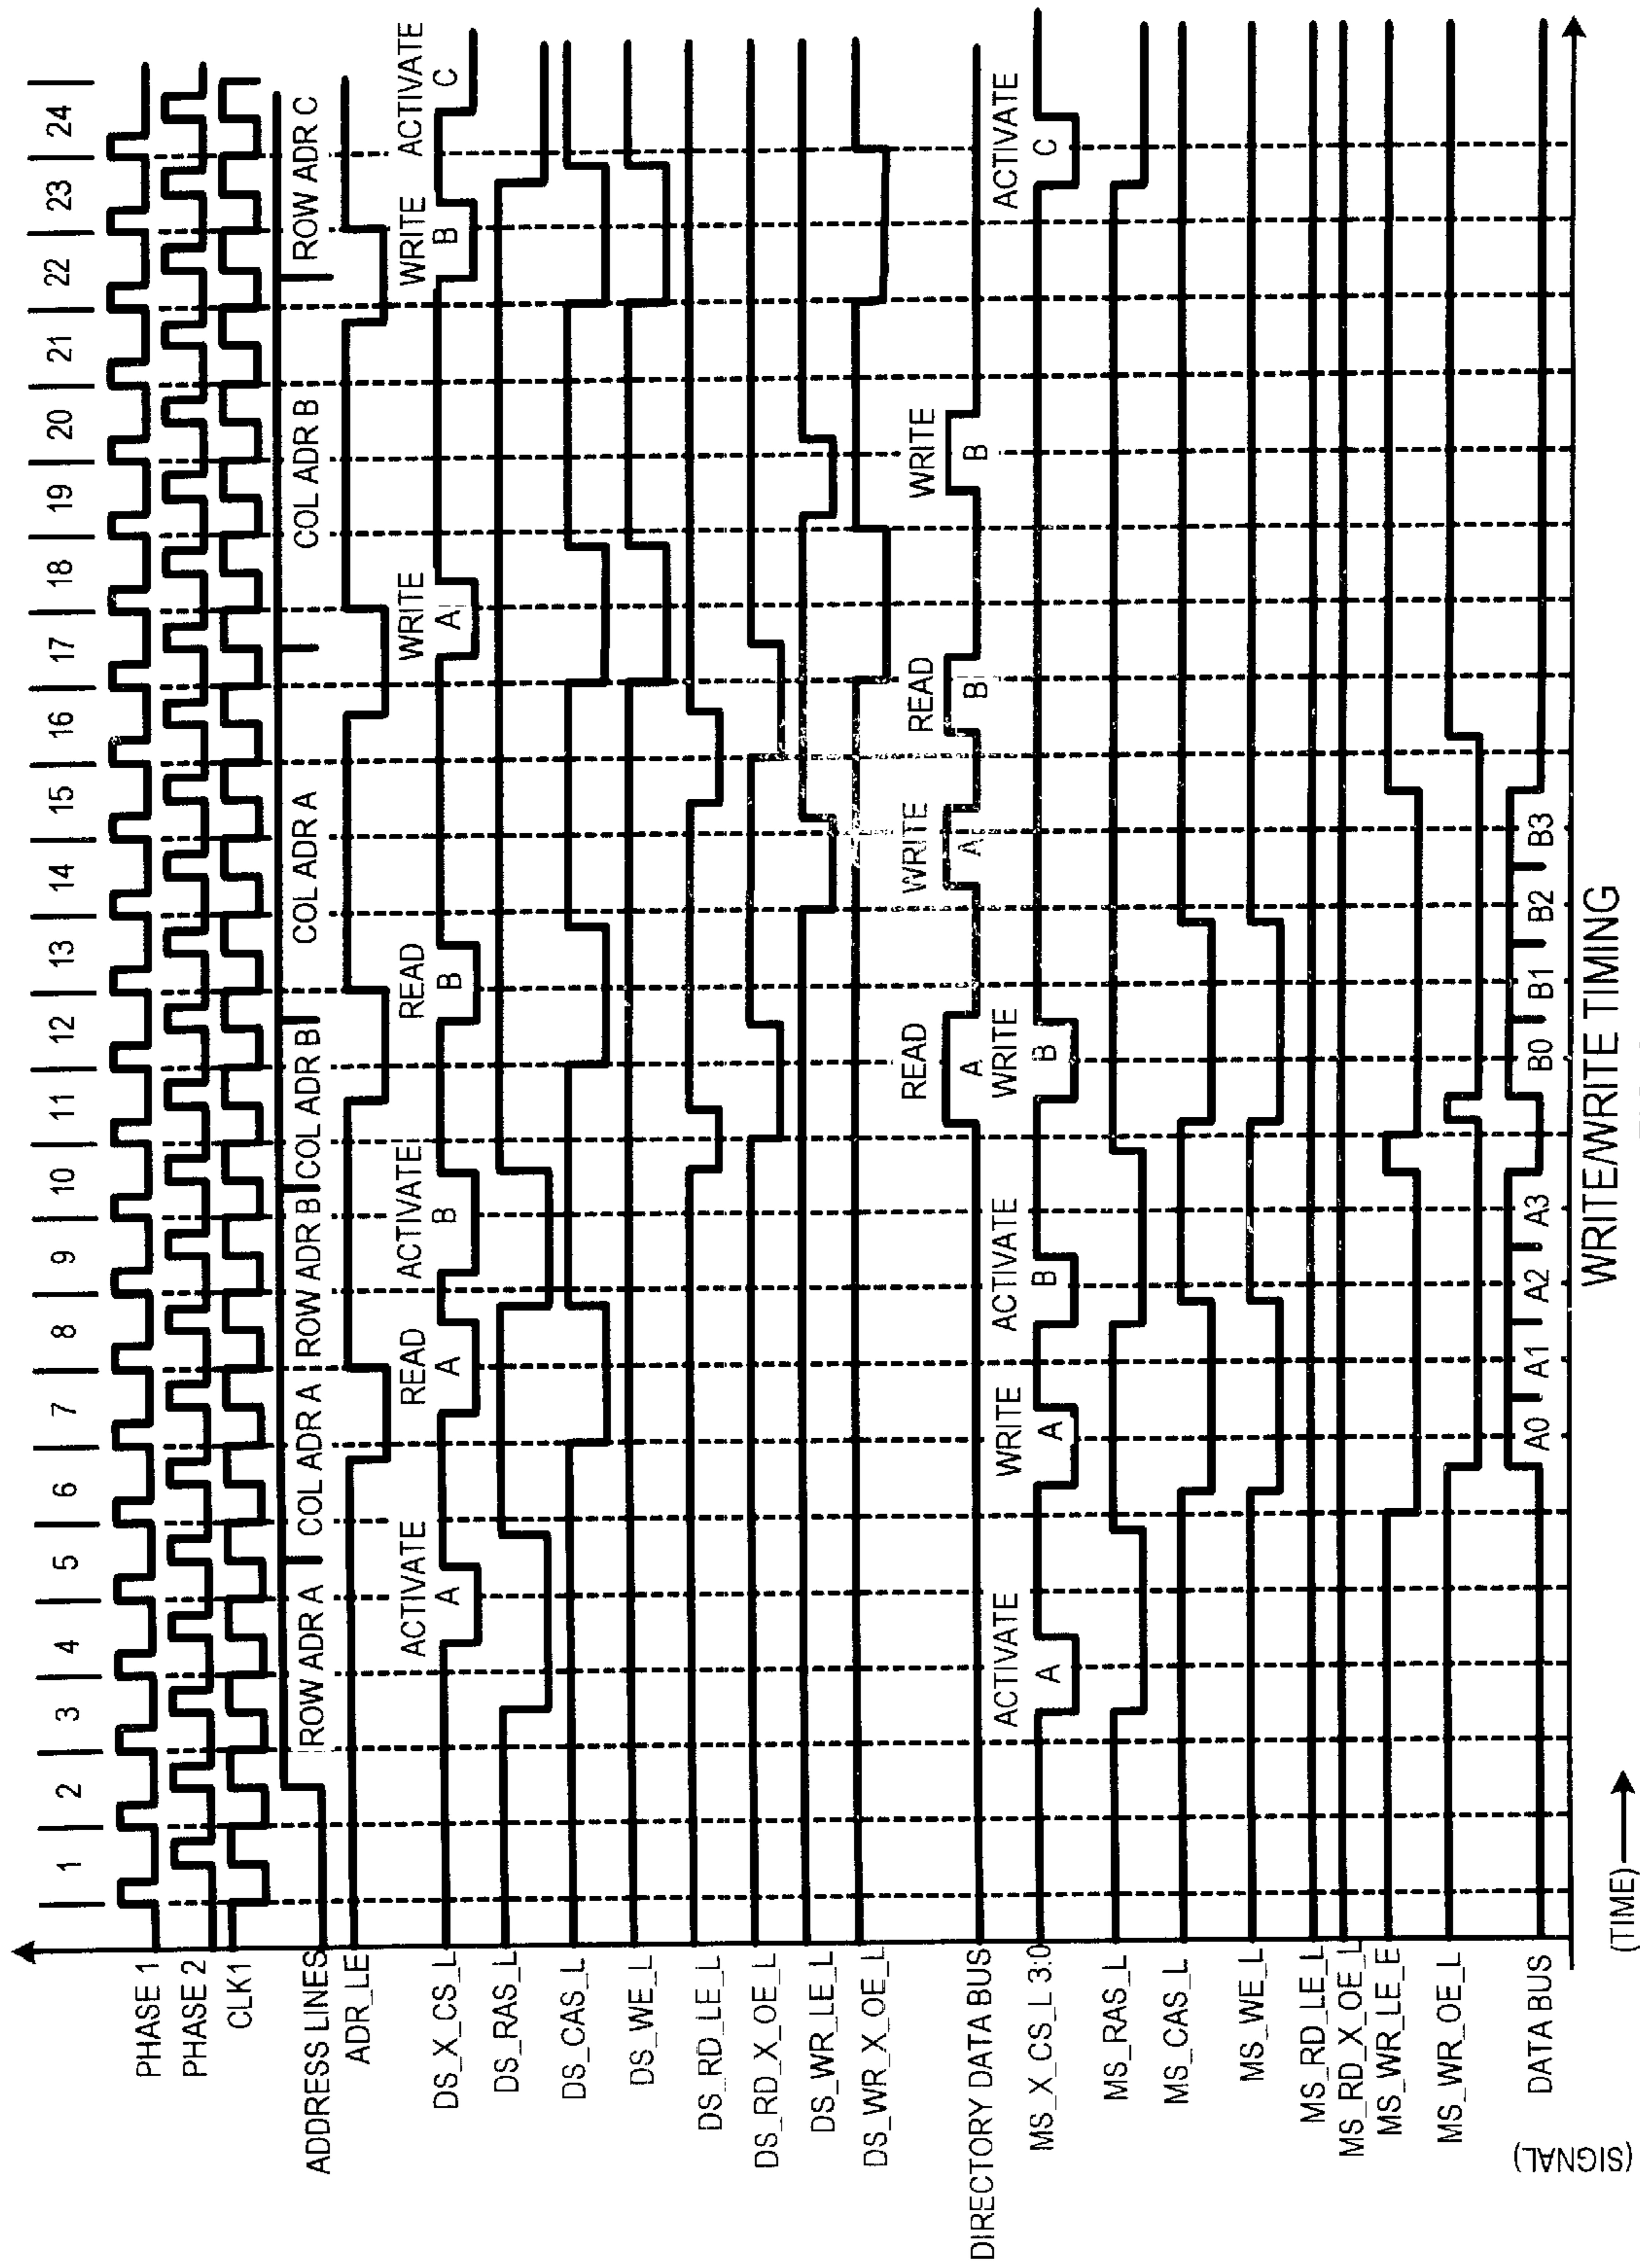 1 2 3 4 5 6 7 8 9 10 11 12 13 14 15 16 17 18 19 20 21 22 23 24
PHASE 1
PHASE 2
CLK1
ADDRESS LINES
ROW ADR A COL ADR A ROW ADR B COL ADR B COL ADR A COL ADR B ROW ADR C
ADR_LE
ACTIVATE READ ACTIVATE READ WRITE WRITE ACTIVATE
DS_X_CS_L
A A B B A B C
DS_RAS_L
DS_CAS_L
DS_WE_L
DS_RD_LE_L
DS_RD_X_OE_L
DS_WR_LE_L
DS_WR_X_OE_L
READ WRITE READ WRITE
DIRECTORY DATA BUS
A A B B
ACTIVATE WRITE ACTIVATE WRITE ACTIVATE
MS_X_CS_L 3:0
A A B B C
MS_RAS_L
MS_CAS_L
MS_WE_L
MS_RD_LE_L
MS_RD_X_OE_L
MS_WR_LE_E
MS_WR_OE_L
DATA BUS
A0 A1 A2 A3 B0 B1 B2 B3
(SIGNAL)
(TIME)
WRITE/WRITE TIMING